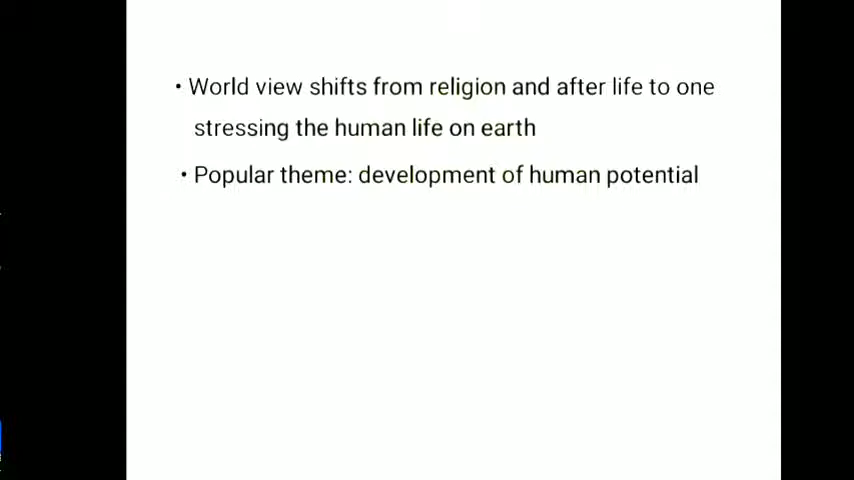 • World view shifts from religion and after life to one
stressing the human life on earth
• Popular theme: development of human potential